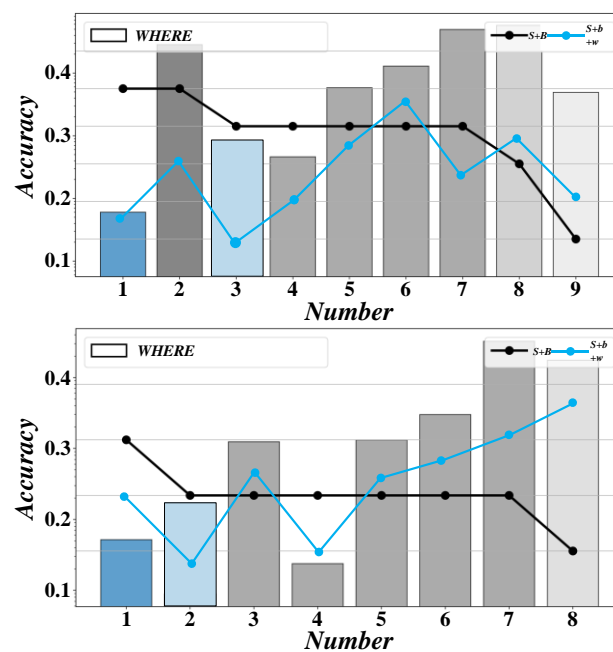 WHERE
S+B S+b
+w
Accuracy
0.4
0.3
0.2
0.1
1 2 3 4 5 6 7 8 9
Number
WHERE
S+B S+b
+w
Accuracy
0.4
0.3
0.2
0.1
1 2 3 4 5 6 7 8
Number